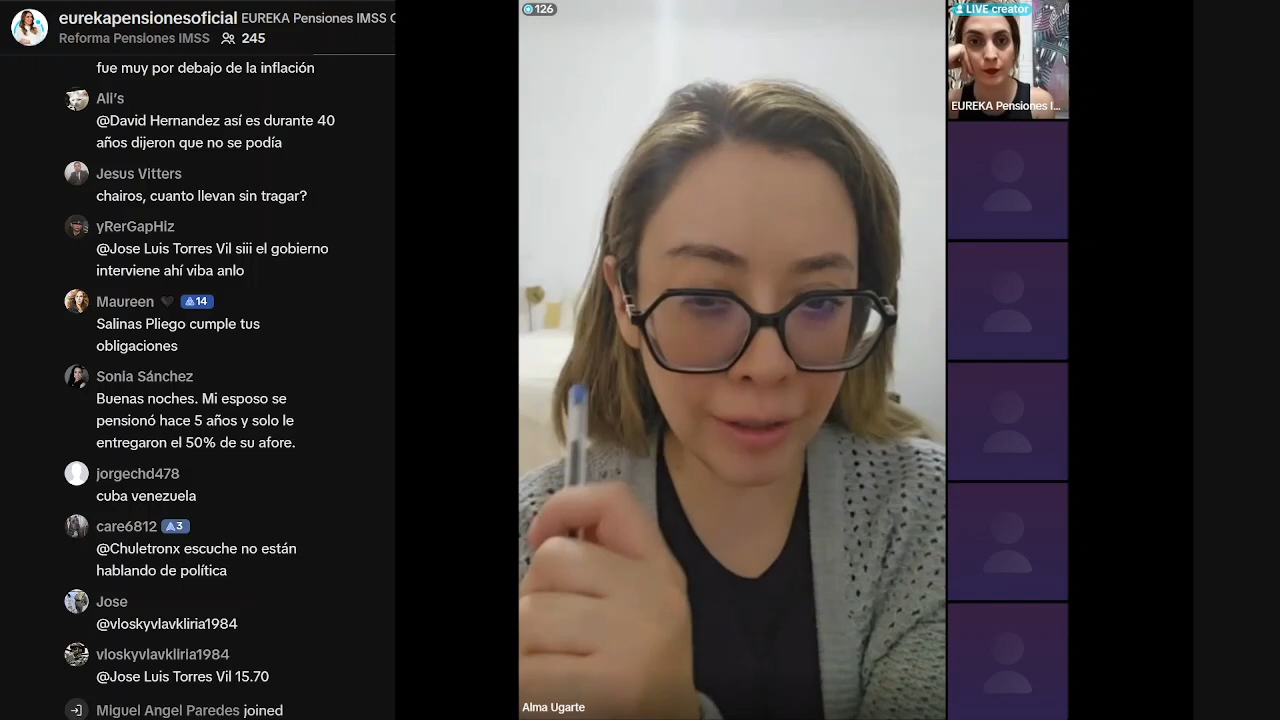 eurekapensionesoficial EUREKA Pensiones IMSS
Reforma Pensiones IMSS 245
fue muy por debajo de la inflación
All's
@David Hernandez así es durante 40
años dijeron que no se podía
Jesus Vitters
chairos, cuanto llevan sin tragar?
yRerGapHlz
@Jose Luis Torres Vil siii el gobierno
interviene ahí viba anlo
Maureen 🖤 14
Salinas Pliego cumple tus
obligaciones
Sonia Sánchez
Buenas noches. Mi esposo se
pensionó hace 5 años y solo le
entregaron el 50% de su afore.
jorgechd478
cuba venezuela
care6812 3
@Chuletronx escuche no están
hablando de política
Jose
@vloskyvlavkliria1984
vloskyvlavkliria1984
@Jose Luis Torres Vil 15.70
Miguel Angel Paredes joined
126
Alma Ugarte
LIVE creator
EUREKA Pensiones I...